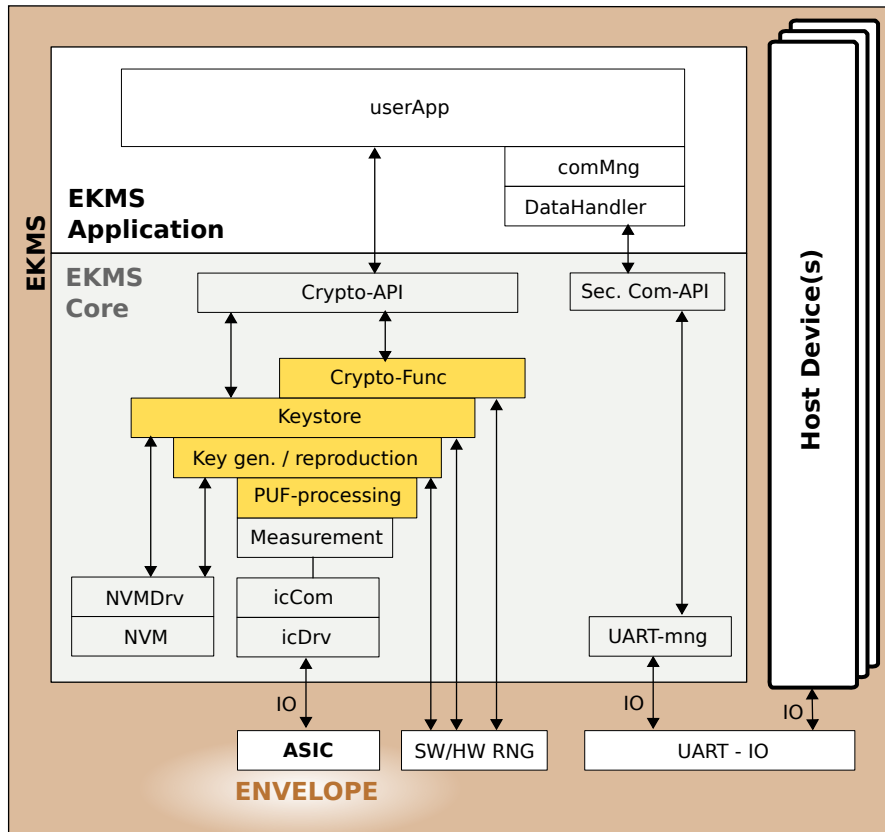 userApp
comMng
DataHandler
EKMS
Application
EKMS
EKMS
Core
Crypto-API
Sec. Com-API
Host Device(s)
Crypto-Func
Keystore
Key gen. / reproduction
PUF-processing
Measurement
NVMDrv
NVM
icCom
icDrv
UART-mng
IO
IO
IO
ASIC
SW/HW RNG
UART - IO
ENVELOPE